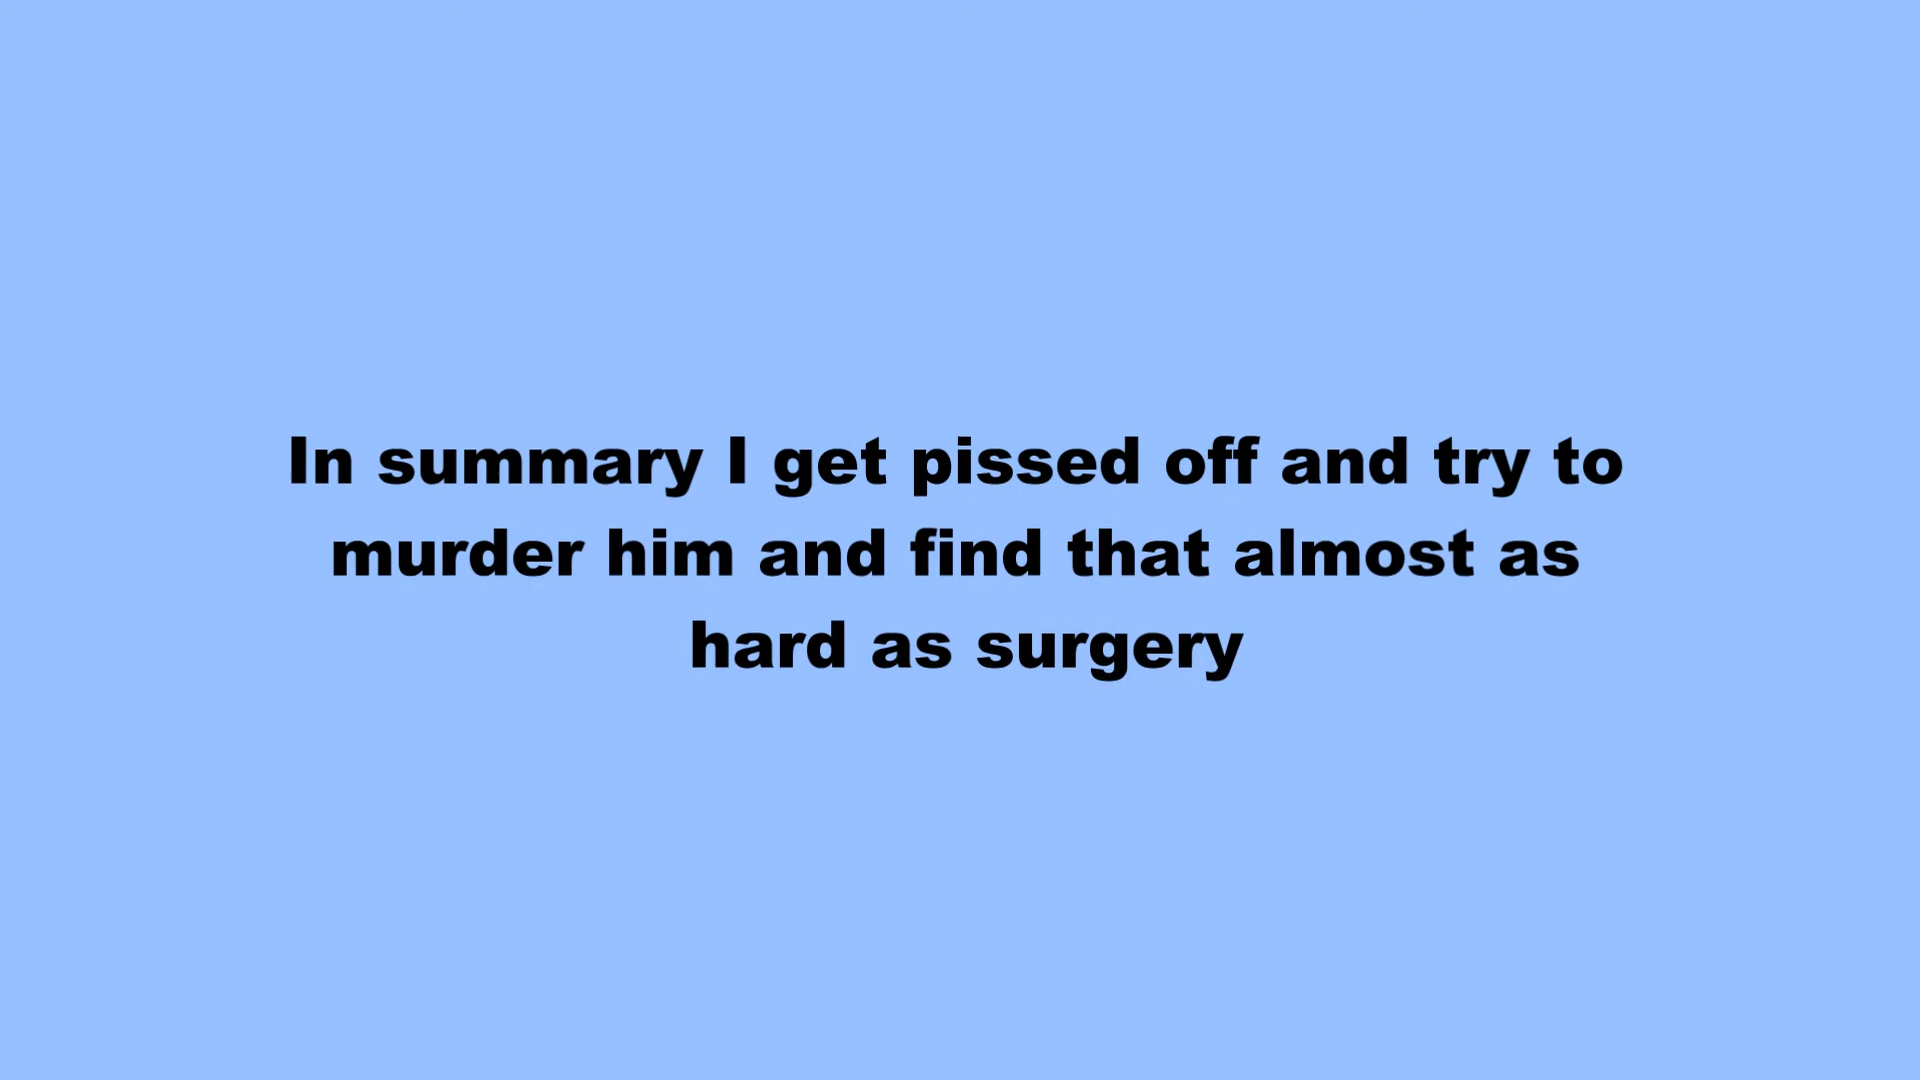 In summary I get pissed off and try to
murder him and find that almost as
hard as surgery